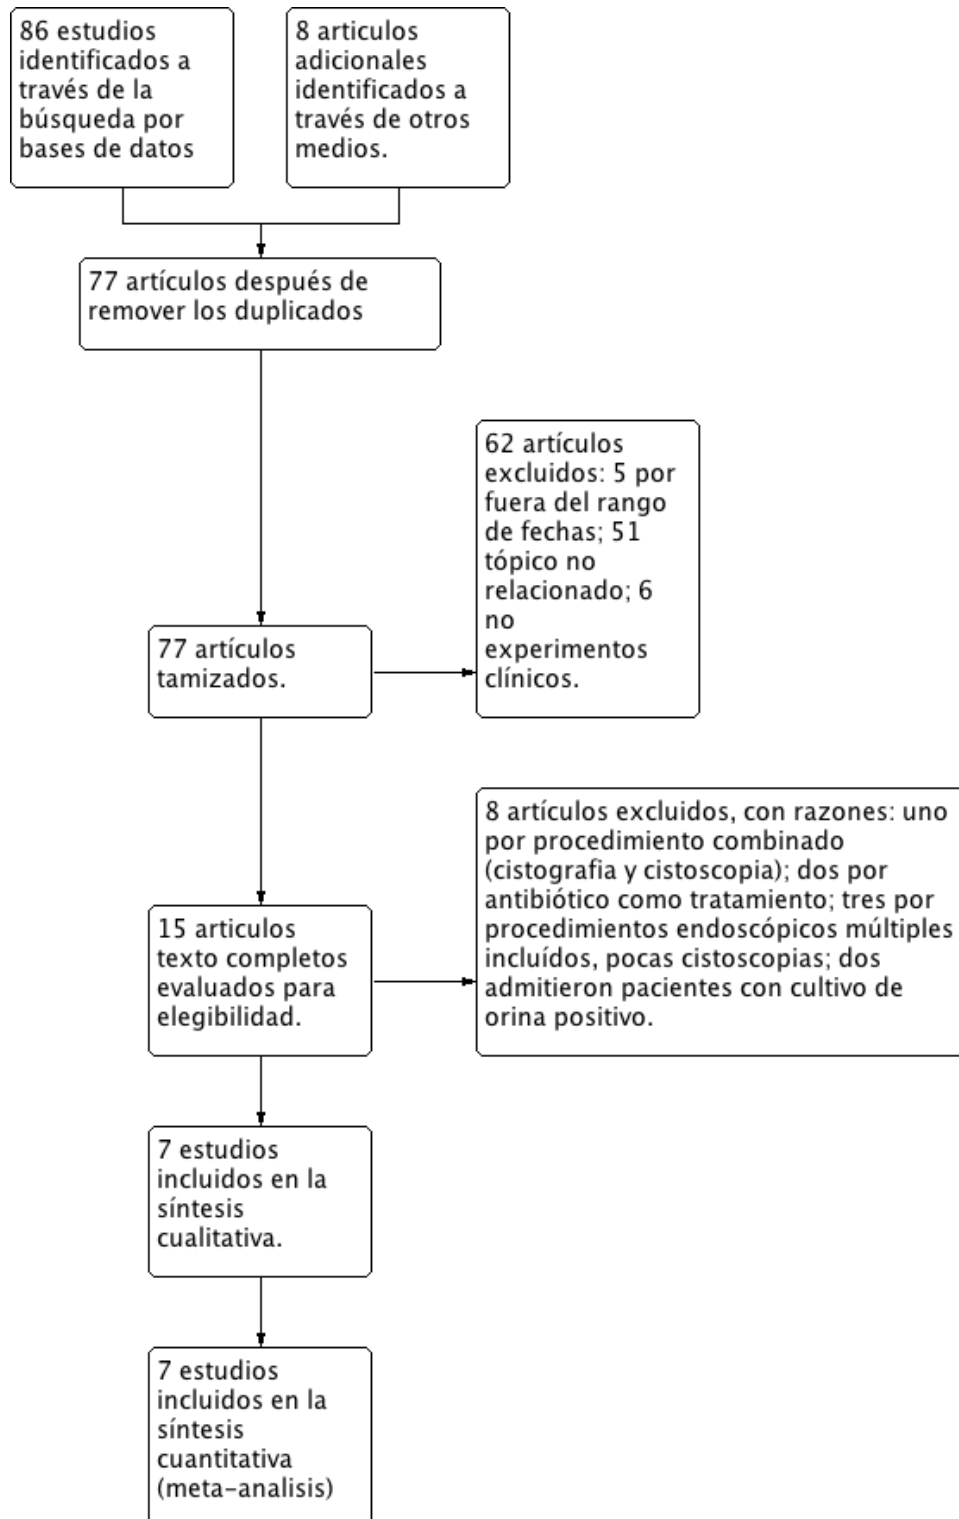 86 estudios
identificados a
través de la
búsqueda por
bases de datos
8 articulos
adicionales
identificados a
través de otros
medios.
77 artículos después de
remover los duplicados
62 artículos
excluidos: 5 por
fuera del rango
de fechas; 51
tópico no
relacionado; 6
no
experimentos
clínicos.
77 artículos
tamizados.
8 artículos excluidos, con razones: uno
por procedimiento combinado
(cistografia y cistoscopia); dos por
antibiótico como tratamiento; tres por
procedimientos endoscópicos múltiples
incluídos, pocas cistoscopias; dos
admitieron pacientes con cultivo de
orina positivo.
15 articulos
texto completos
evaluados para
elegibilidad.
7 estudios
incluidos en la
síntesis
cualitativa.
7 estudios
incluidos en la
síntesis
cuantitativa
(meta-analisis)